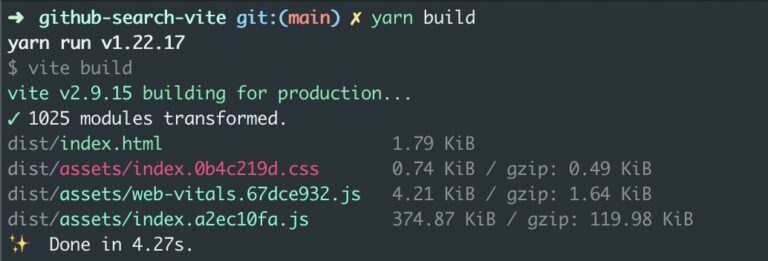 ➜ github-search-vite git:(main) ✗ yarn build
yarn run v1.22.17
$ vite build
vite v2.9.15 building for production...
✓ 1025 modules transformed.
dist/index.html 1.79 KiB
dist/assets/index.0b4c219d.css 0.74 KiB / gzip: 0.49 KiB
dist/assets/web-vitals.67dce932.js 4.21 KiB / gzip: 1.64 KiB
dist/assets/index.a2ec10fa.js 374.87 KiB / gzip: 119.98 KiB
✨ Done in 4.27s.